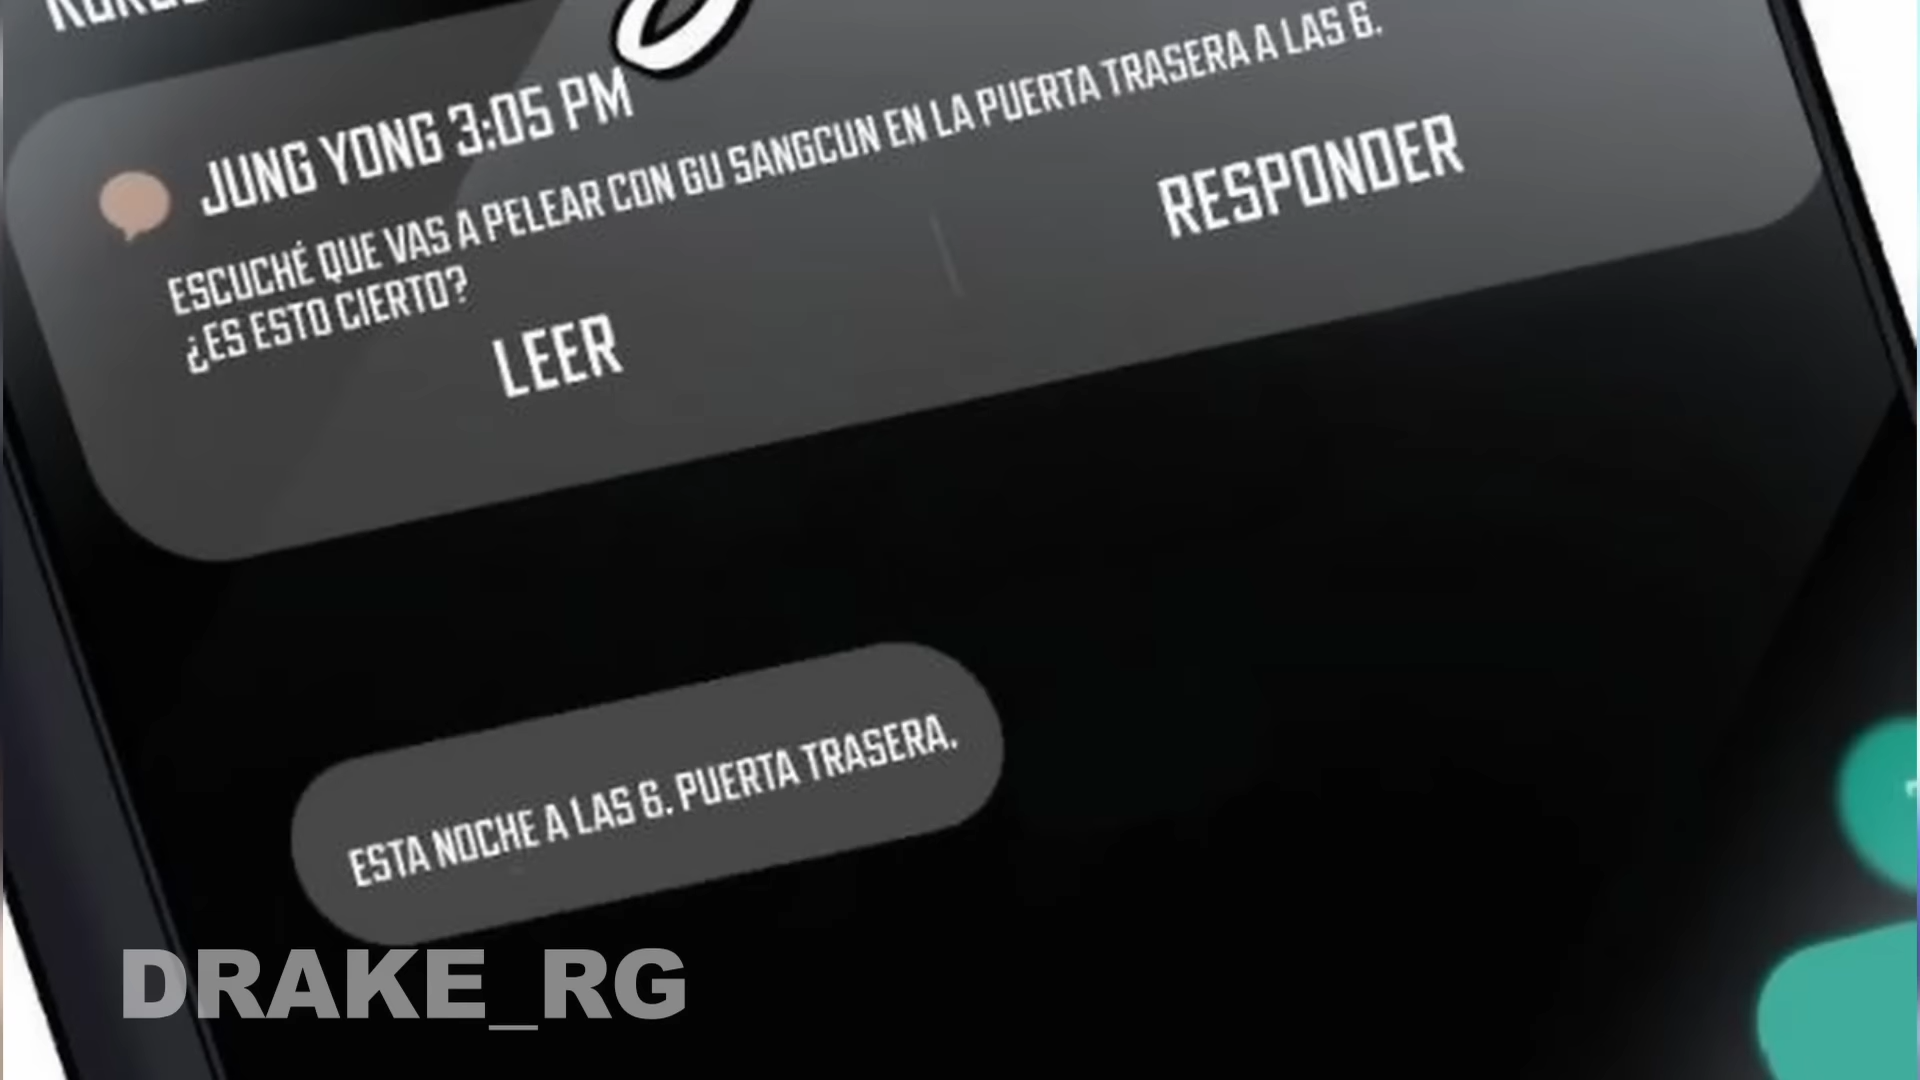 JUNG YONG 3:05 PM
ESCUCHÉ QUE VAS A PELEAR CON GU SANGCUN EN LA PUERTA TRASERA A LAS 6.
¿ES ESTO CIERTO?
LEER
RESPONDER
ESTA NOCHE A LAS 6. PUERTA TRASERA.
DRAKE_RG